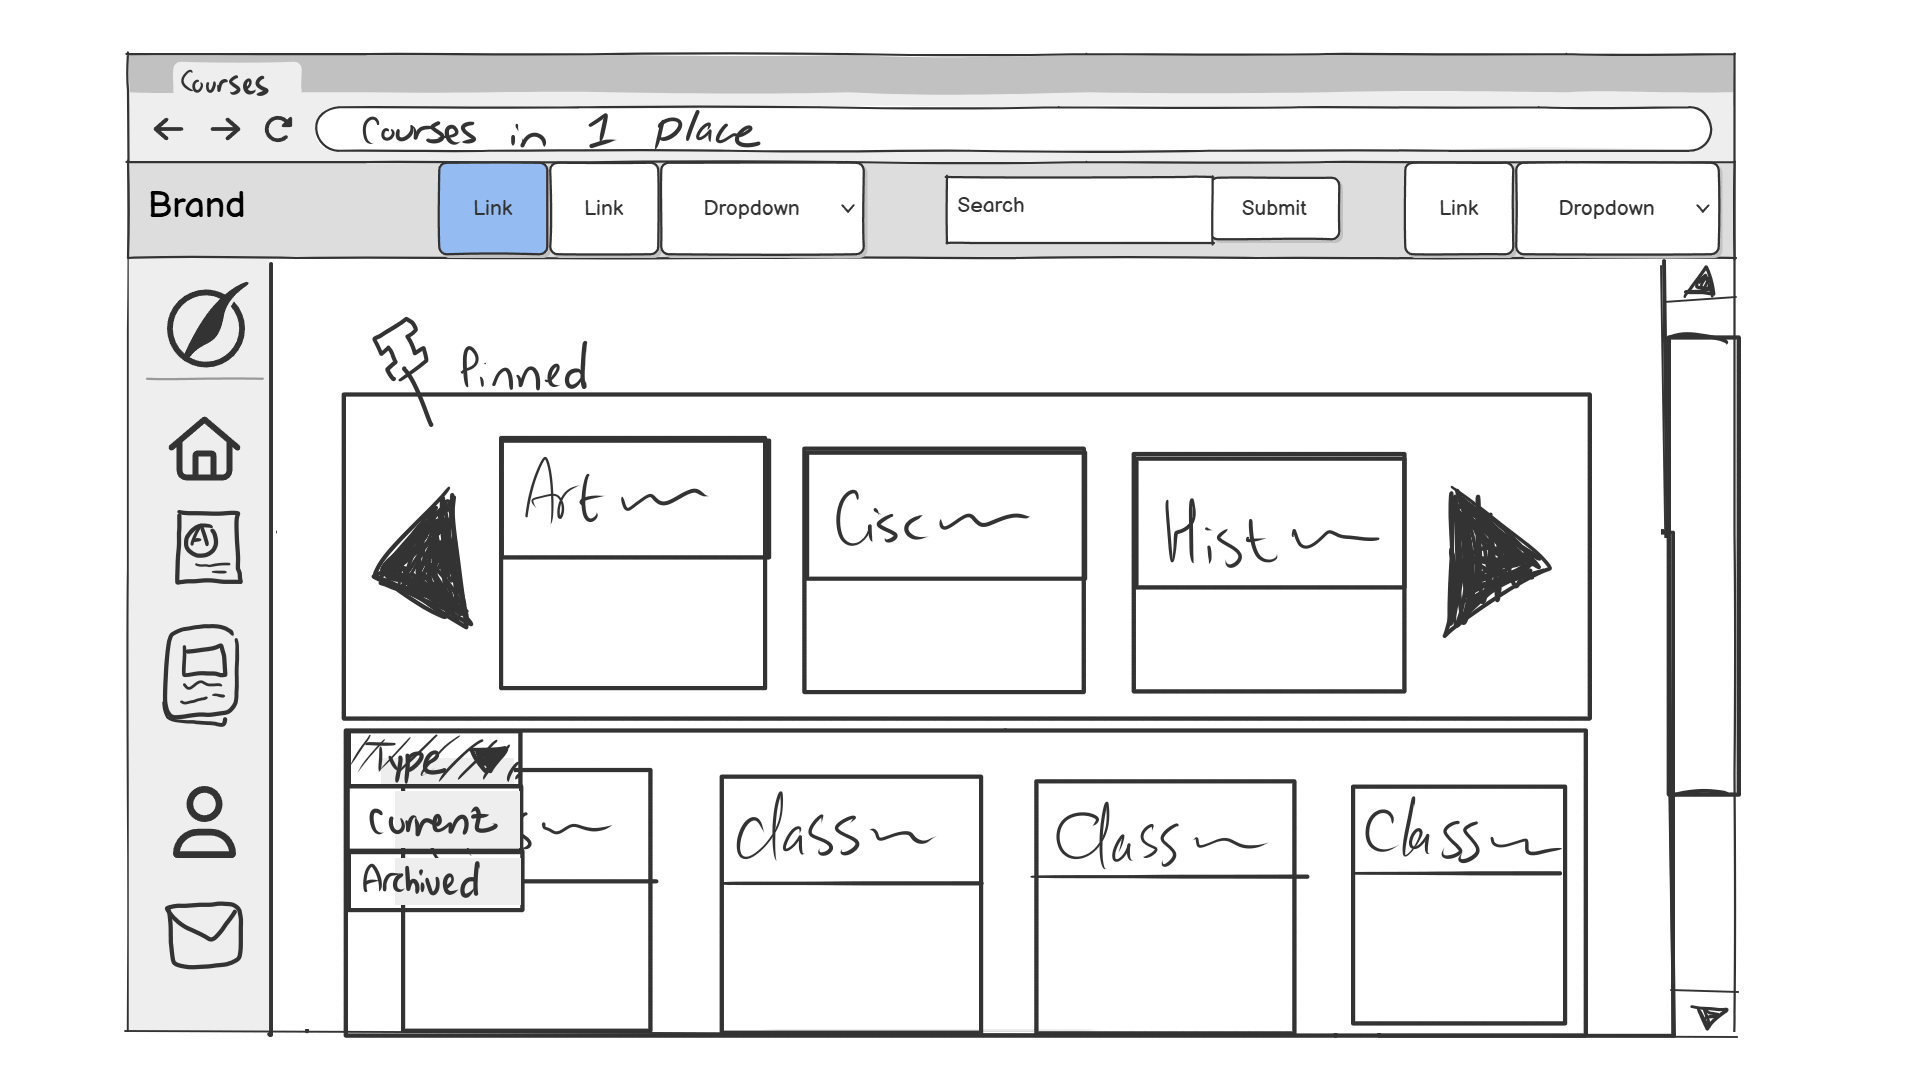 Courses
Courses in 1 place
Brand
Link
Link
Dropdown
Search
Submit
Link
Dropdown
Pinned
A
Art
Cisc
Hist
Type
Current
Archived
s
Class
Class
Class